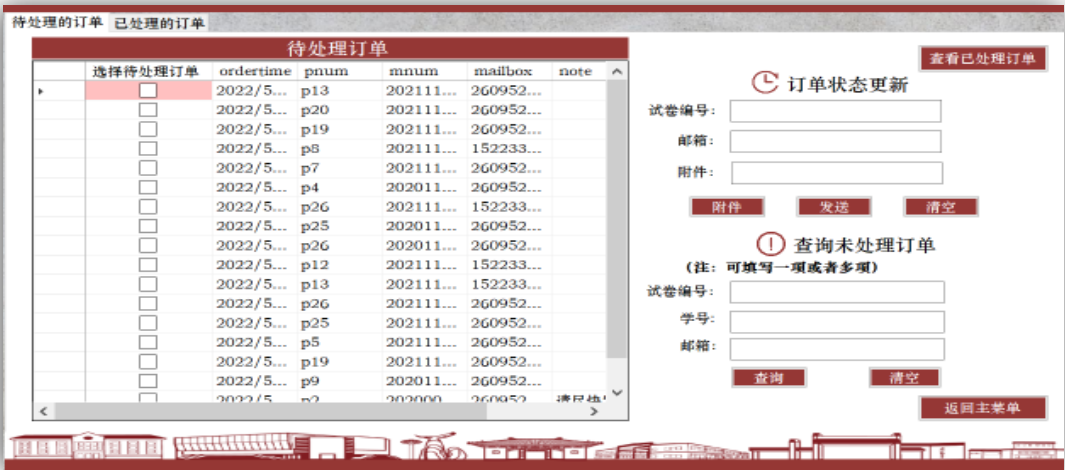 待处理的订单 已处理的订单
待处理订单
选择待处理订单 ordertime pnum mnum mailbox note
2022/5... p13 202111... 260952...
2022/5... p20 202111... 260952...
2022/5... p19 202111... 260952...
2022/5... p8 202111... 152233...
2022/5... p7 202111... 260952...
2022/5... p4 202011... 260952...
2022/5... p26 202111... 152233...
2022/5... p25 202011... 260952...
2022/5... p26 202011... 260952...
2022/5... p12 202111... 152233...
2022/5... p13 202111... 152233...
2022/5... p26 202111... 260952...
2022/5... p25 202111... 260952...
2022/5... p5 202111... 260952...
2022/5... p19 202111... 260952...
2022/5... p9 202011... 260952...
2022/5... p2 202000... 260952...
查看已处理订单
订单状态更新
试卷编号:
邮箱:
附件:
附件 发送 清空
查询未处理订单
(注: 可填写一项或者多项)
试卷编号:
学号:
邮箱:
查询 清空
返回主菜单